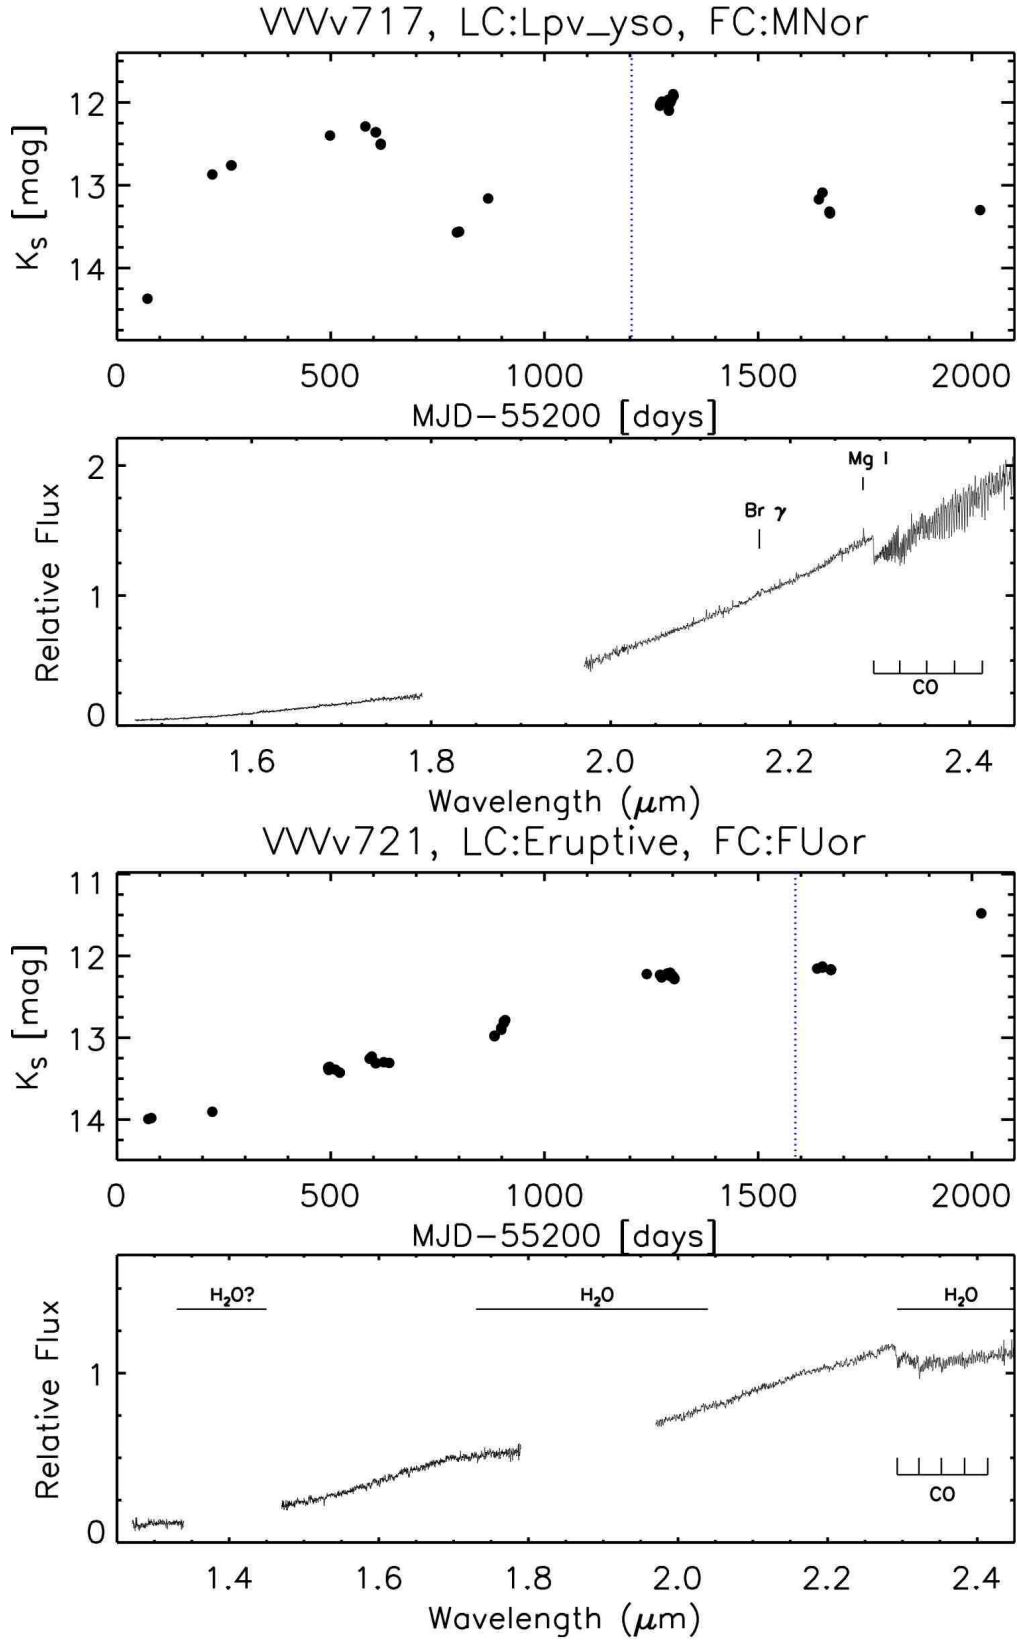 VVVv717, LC:Lpv_yso, FC:MNor
12
13
14
Ks [mag]
0 500 1000 1500 2000
MJD-55200 [days]
2
1
0
Relative Flux
Br γ
Mg I
CO
1.6 1.8 2.0 2.2 2.4
Wavelength (μm)
VVVv721, LC:Eruptive, FC:FUor
11
12
13
14
Ks [mag]
0 500 1000 1500 2000
MJD-55200 [days]
1
0
Relative Flux
H₂O? H₂O H₂O
CO
1.4 1.6 1.8 2.0 2.2 2.4
Wavelength (μm)